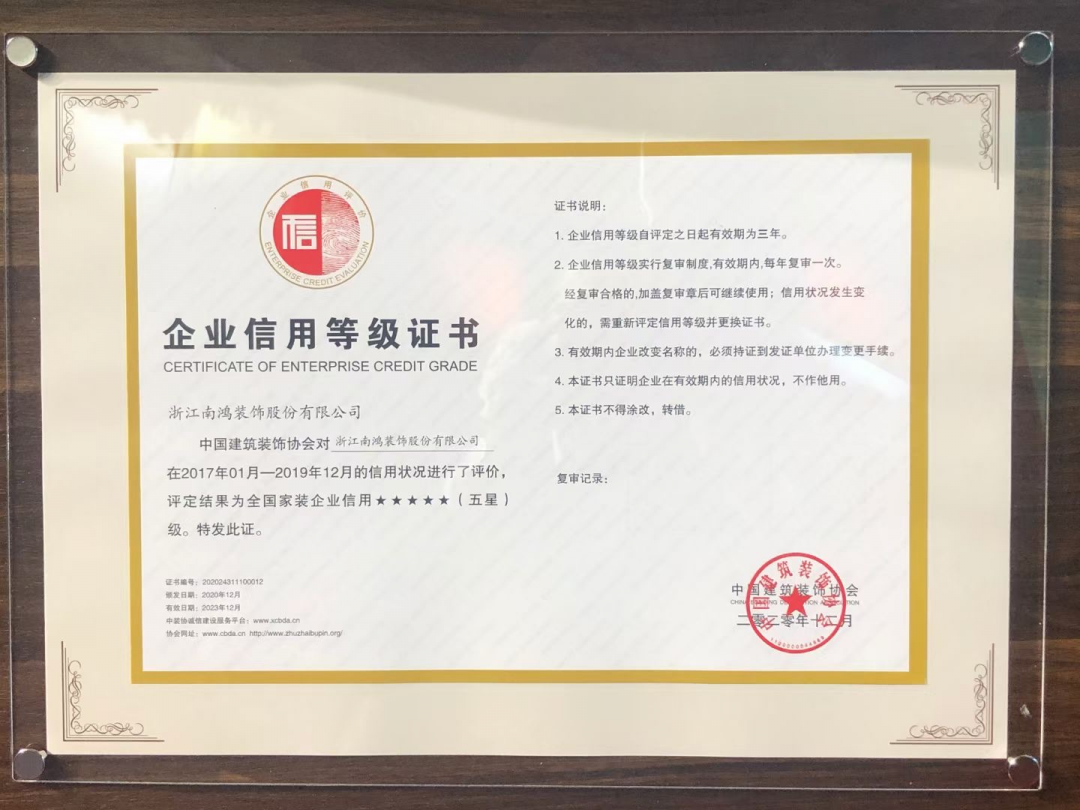 企业信用评价
信
ENTERPRISE CREDIT EVALUATION
企业信用等级证书
CERTIFICATE OF ENTERPRISE CREDIT GRADE
浙江南鸿装饰股份有限公司
中国建筑装饰协会对浙江南鸿装饰股份有限公司
在2017年01月—2019年12月的信用状况进行了评价，
评定结果为全国家装企业信用★★★★★（五星）
级。特发此证。
证书编号：202024311100012
颁发日期：2020年12月
有效日期：2023年12月
中装协诚信建设服务平台：www.xcbda.cn
协会网址：www.cbda.cn http://www.zhuzhaibupin.org/
证书说明：
1. 企业信用等级自评定之日起有效期为三年。
2. 企业信用等级实行复审制度,有效期内,每年复审一次。
经复审合格的,加盖复审章后可继续使用；信用状况发生变
化的，需重新评定信用等级并更换证书。
3. 有效期内企业改变名称的，必须持证到发证单位办理变更手续。
4. 本证书只证明企业在有效期内的信用状况，不作他用。
5. 本证书不得涂改，转借。
复审记录：
中国建筑装饰协会
CHINA BUILDING DECORATION ASSOCIATION
二零二零年十二月
中国建筑装饰协会